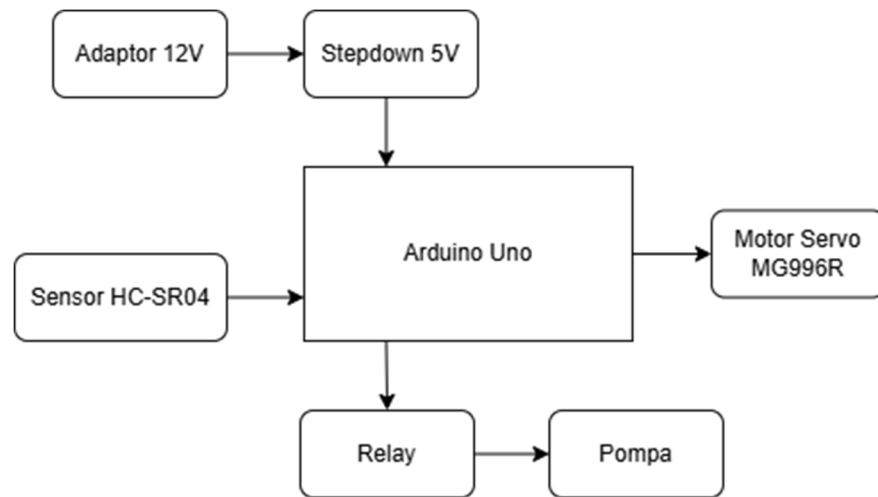 Adaptor 12V
Stepdown 5V
Arduino Uno
Motor Servo
MG996R
Sensor HC-SR04
Relay
Pompa